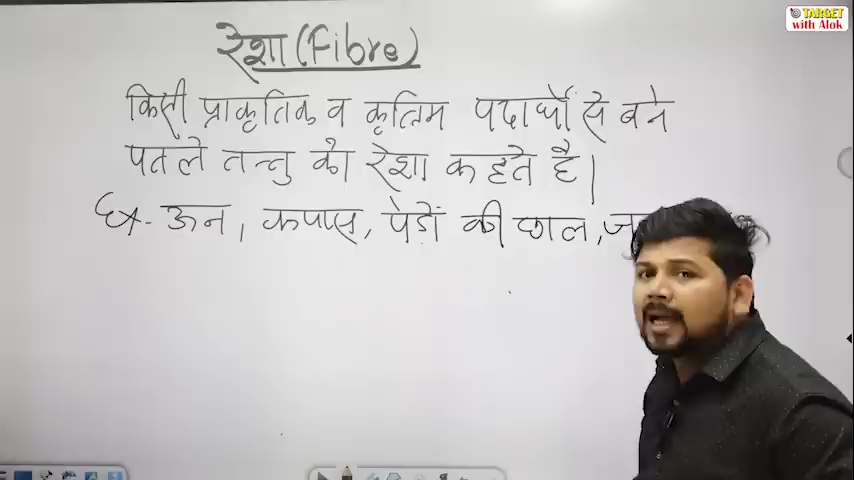 TARGET
with Alok
रेशा (Fibre)
किसी प्राकृतिक व कृत्रिम पदार्थों से बने
पतले तन्तु को रेशा कहते है।
Ex- ऊन, कपास, पेड़ों की छाल,